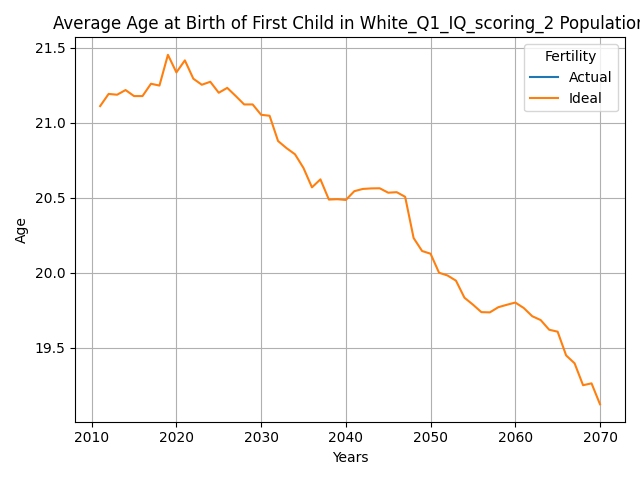 Average Age at Birth of First Child in White_Q1_IQ_scoring_2 Population
Fertility
Actual
Ideal
21.5
21.0
20.5
20.0
19.5
Age
2010 2020 2030 2040 2050 2060 2070
Years